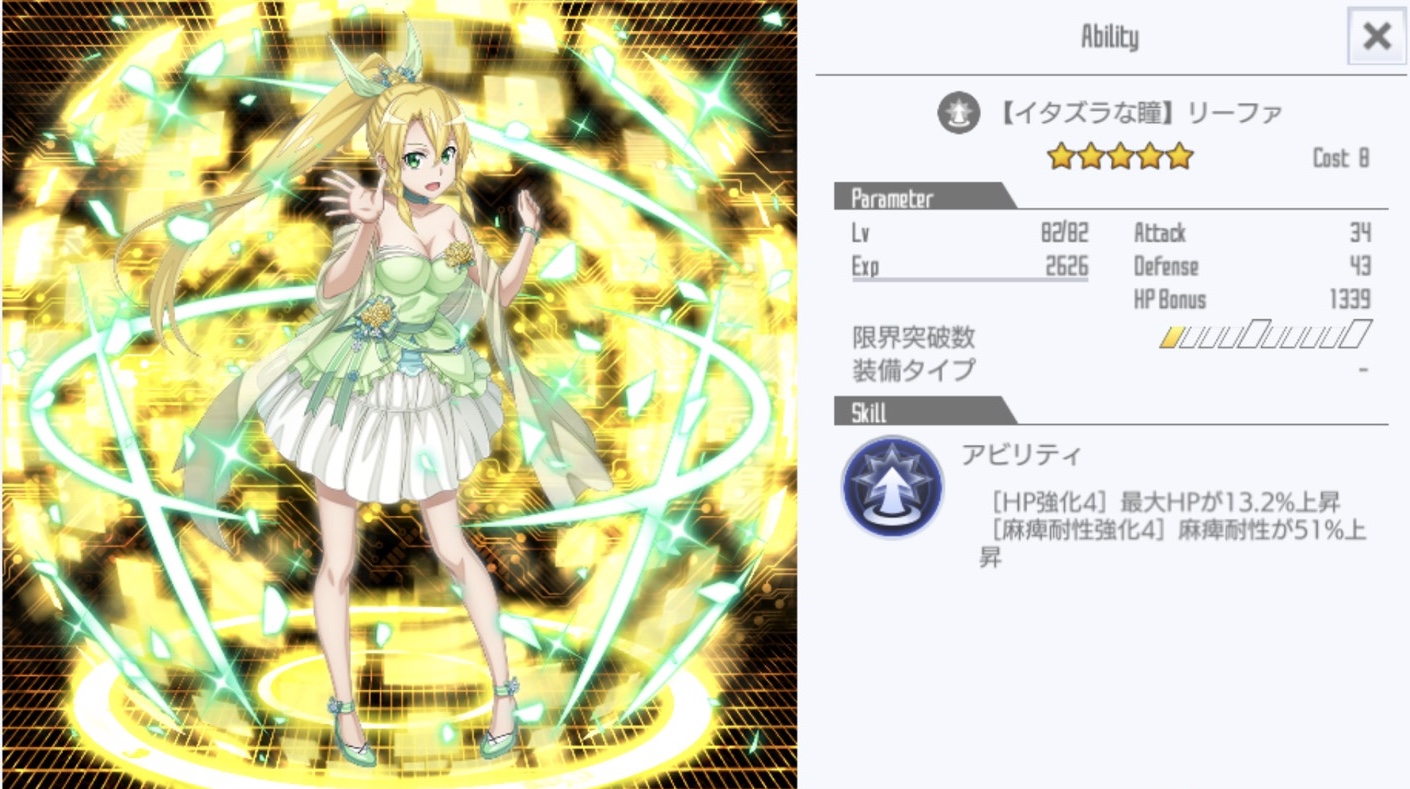 Ability
【イタズラな瞳】リーファ
Cost 8
Parameter
Lv 82/82 Attack 34
Exp 2626 Defense 43
HP Bonus 1339
限界突破数
装備タイプ -
Skill
アビリティ
［HP強化4］最大HPが13.2%上昇
［麻痺耐性強化4］麻痺耐性が51%上
昇